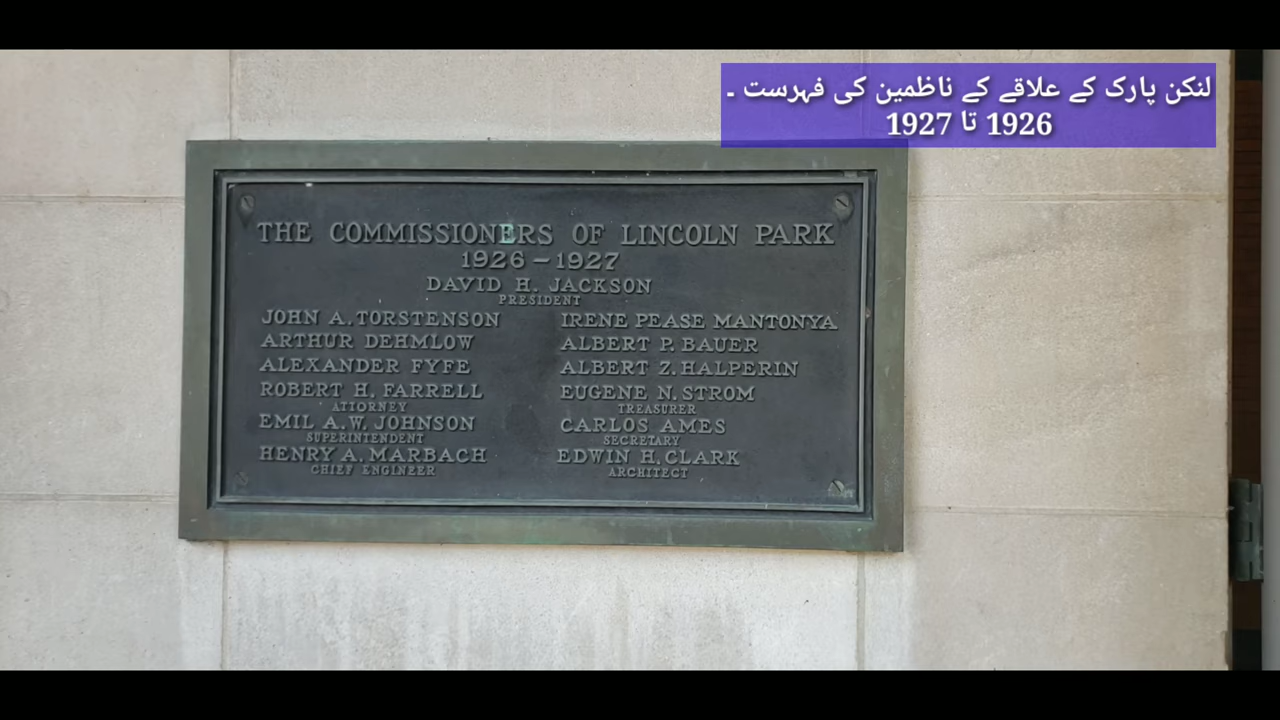 لنکن پارک کے علاقے کے ناظمین کی فہرست ۔
1926 تا 1927
THE COMMISSIONERS OF LINCOLN PARK
1926 – 1927
DAVID H. JACKSON
PRESIDENT
JOHN A. TORSTENSON
ARTHUR DEHMLOW
ALEXANDER FYFE
ROBERT H. FARRELL
ATTORNEY
EMIL A.W. JOHNSON
SUPERINTENDENT
HENRY A. MARBACH
CHIEF ENGINEER
IRENE PEASE MANTONYA
ALBERT P. BAUER
ALBERT Z. HALPERIN
EUGENE N. STROM
TREASURER
CARLOS AMES
SECRETARY
EDWIN H. CLARK
ARCHITECT